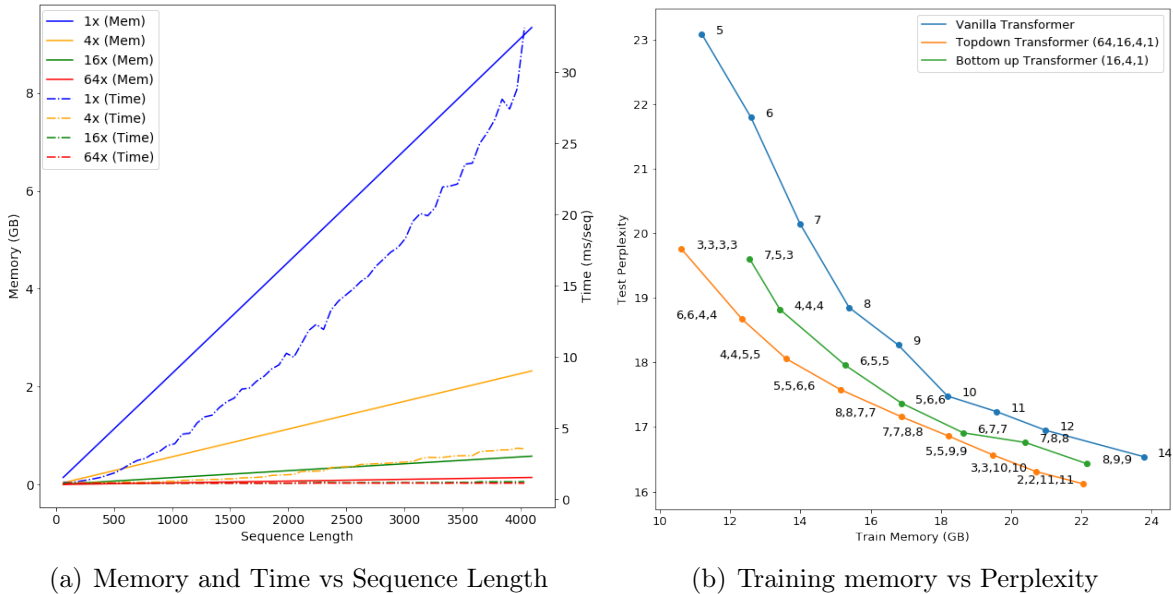 1x (Mem)
4x (Mem)
16x (Mem)
64x (Mem)
1x (Time)
4x (Time)
16x (Time)
64x (Time)
8
6
4
2
0
Memory (GB)
30
25
20
15
10
5
0
Time (ms/seq)
0 500 1000 1500 2000 2500 3000 3500 4000
Sequence Length
(a) Memory and Time vs Sequence Length
Vanilla Transformer
Topdown Transformer (64,16,4,1)
Bottom up Transformer (16,4,1)
23
22
21
20
19
18
17
16
Test Perplexity
5
6
7
8
9
10
11
12
14
3,3,3,3
6,6,4,4
4,4,5,5
5,5,6,6
8,8,7,7
7,7,8,8
5,5,9,9
3,3,10,10
2,2,11,11
7,5,3
4,4,4
6,5,5
5,6,6
6,7,7
7,8,8
8,9,9
10 12 14 16 18 20 22 24
Train Memory (GB)
(b) Training memory vs Perplexity